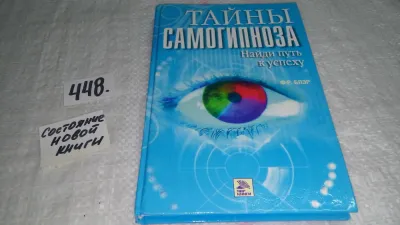 ТАЙНЫ
САМОГИПНОЗА
Найди путь
к успеху
448.
СОСТОЯНИЕ
НОВОЙ
КНИГИ